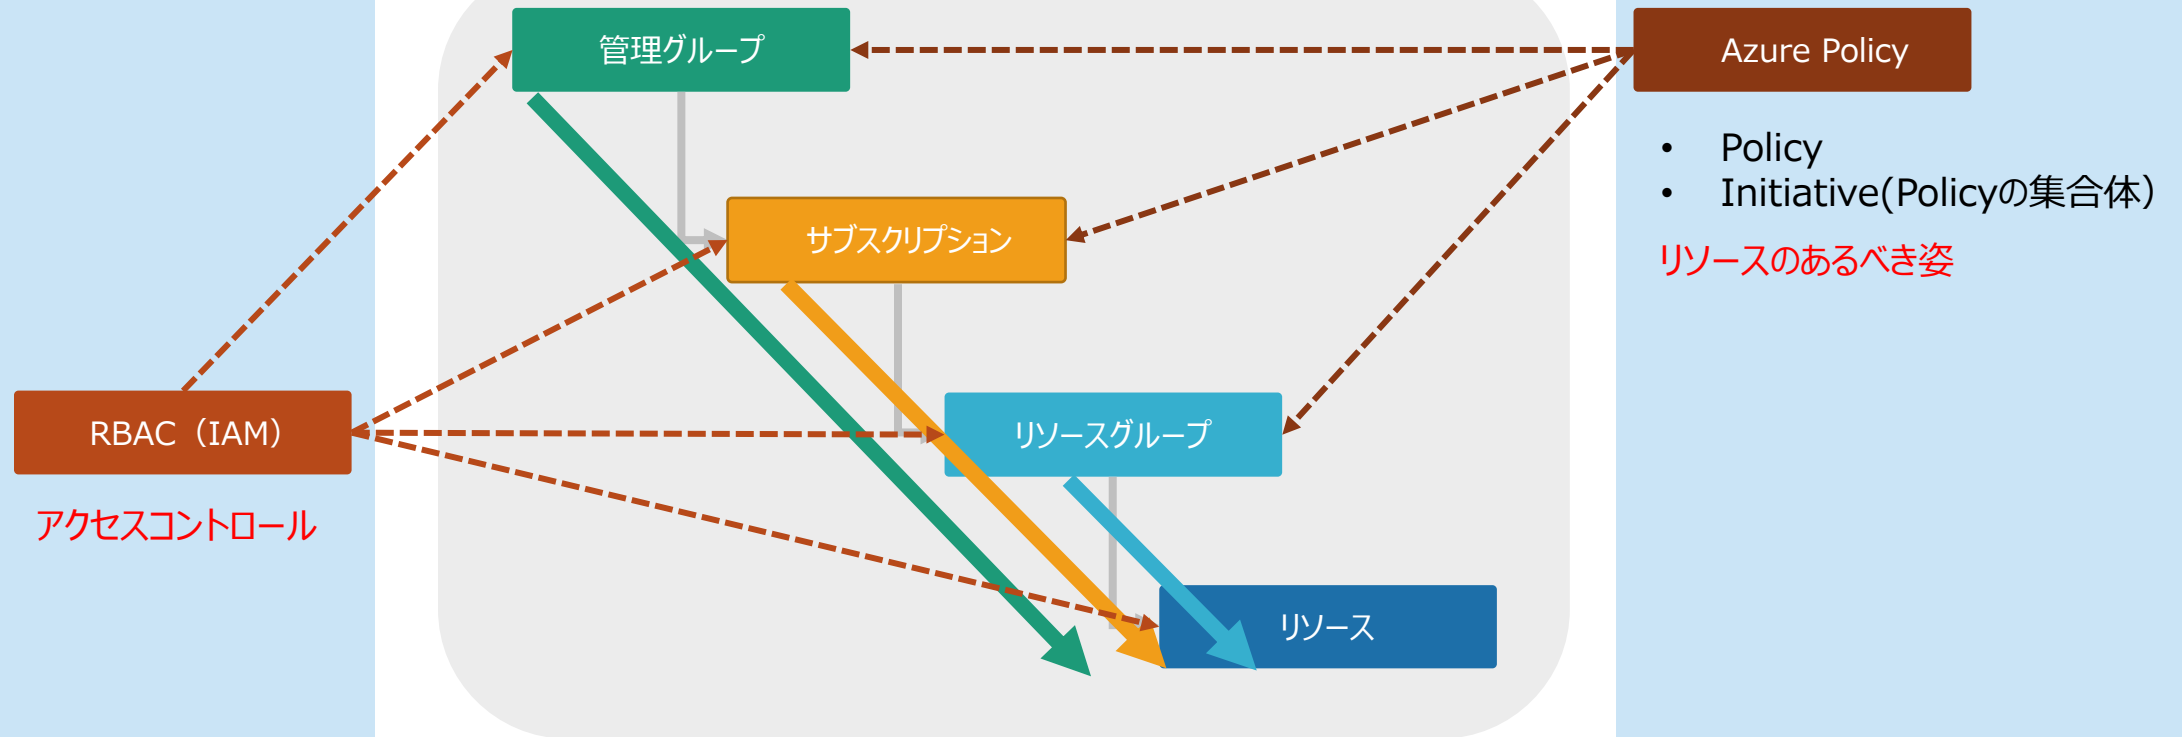 管理グループ
Azure Policy
• Policy
• Initiative(Policyの集合体）
サブスクリプション
リソースのあるべき姿
RBAC（IAM）
リソースグループ
アクセスコントロール
リソース